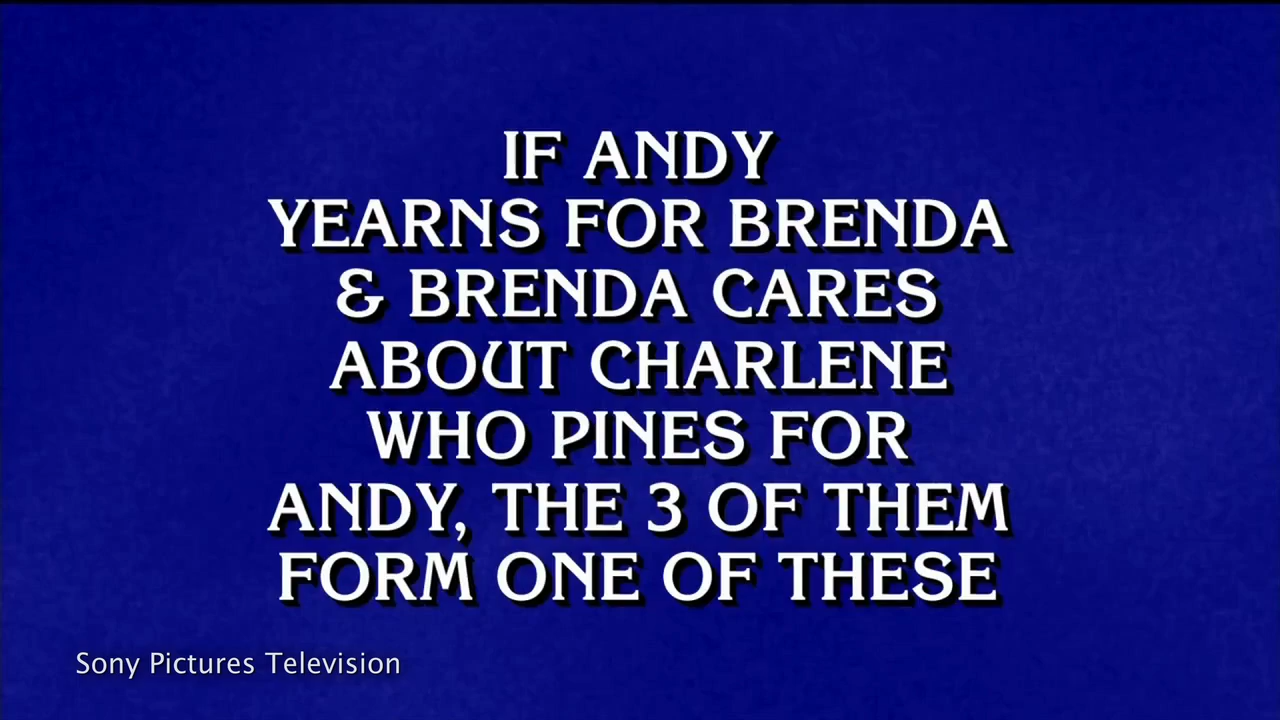 IF ANDY
YEARNS FOR BRENDA
& BRENDA CARES
ABOUT CHARLENE
WHO PINES FOR
ANDY, THE 3 OF THEM
FORM ONE OF THESE
Sony Pictures Television